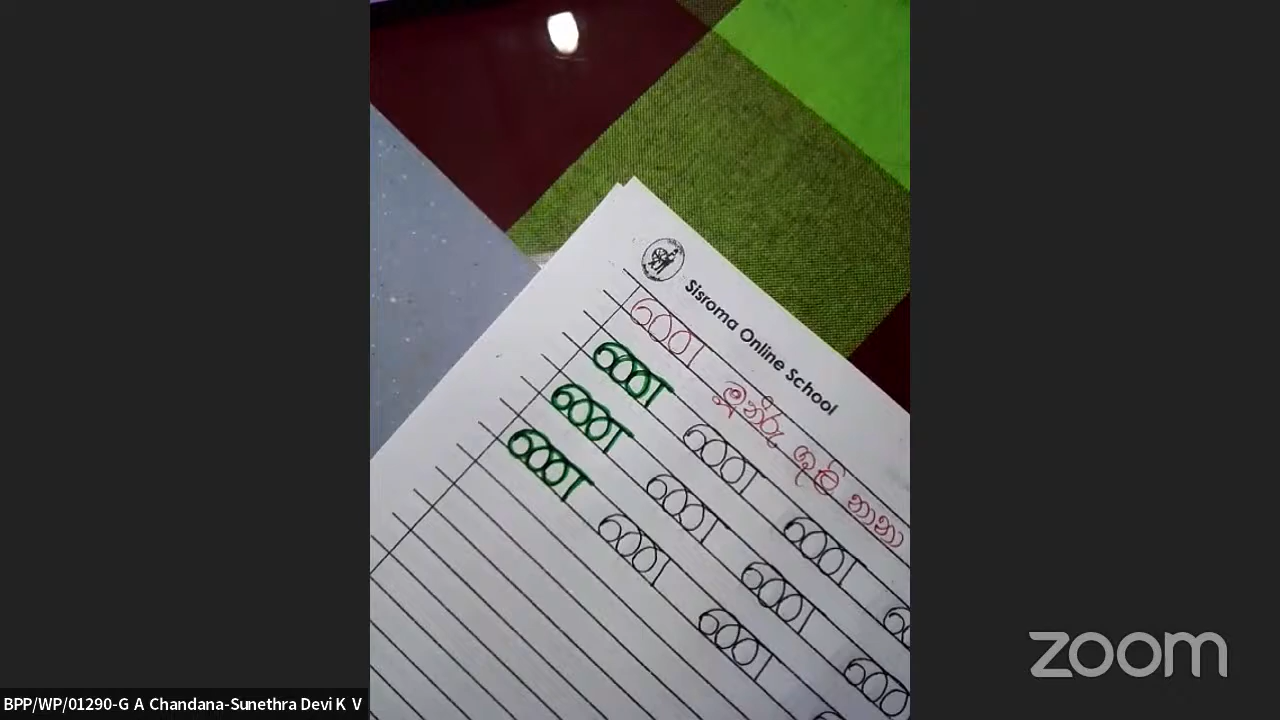 Sisroma Online School
ண මූන්රු
ண ண ண
ண ண ண ண
ண ண ண
BPP/WP/01290-G A Chandana-Sunethra Devi K V
zoom